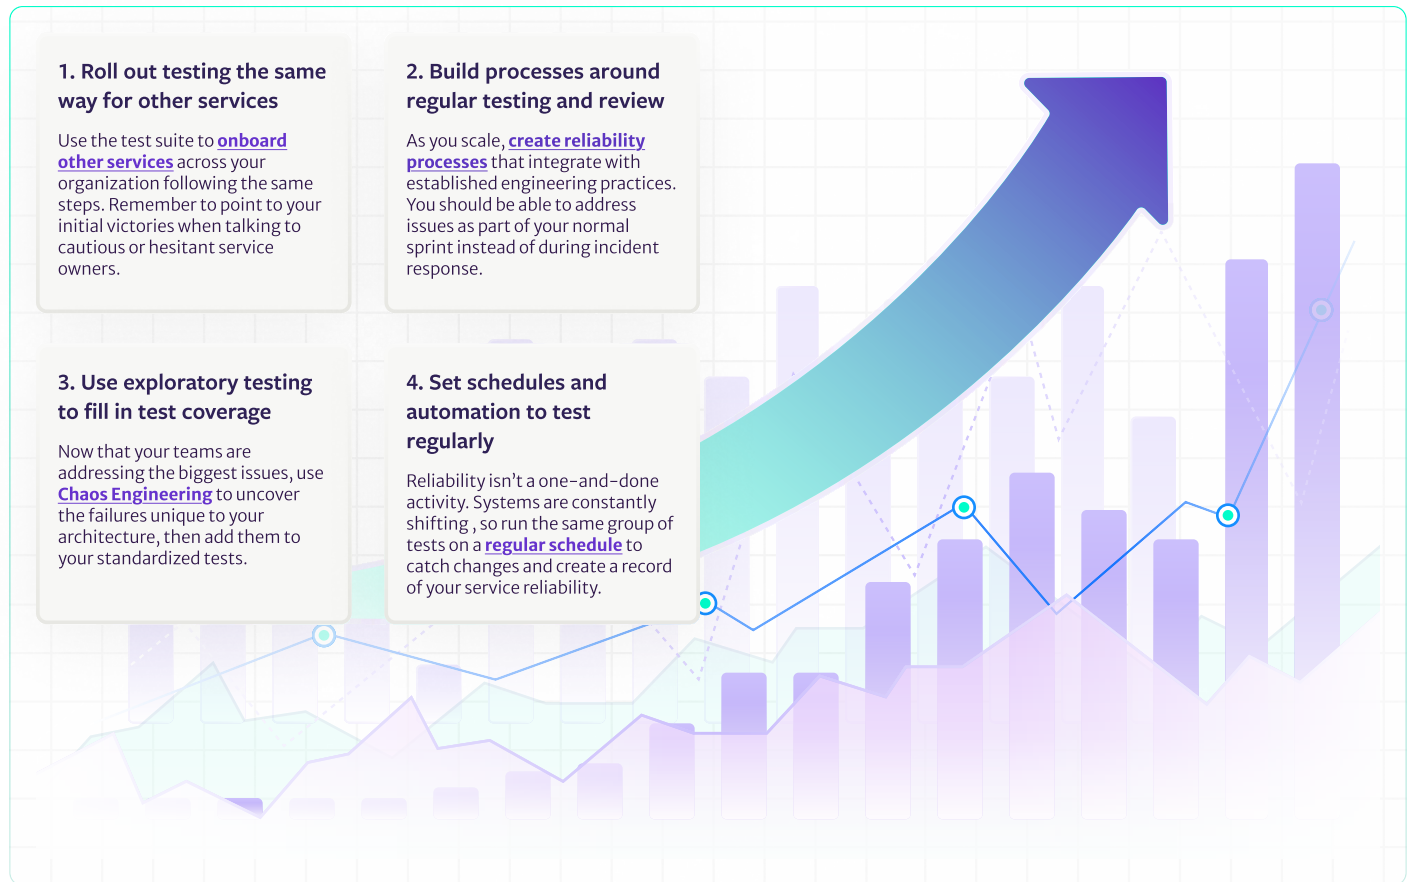 1. Roll out testing the same
way for other services
Use the test suite to onboard
other services across your
organization following the same
steps. Remember to point to your
initial victories when talking to
cautious or hesitant service
owners.
2. Build processes around
regular testing and review
As you scale, create reliability
processes that integrate with
established engineering practices.
You should be able to address
issues as part of your normal
sprint instead of during incident
response.
3. Use exploratory testing
to fill in test coverage
Now that your teams are
addressing the biggest issues, use
Chaos Engineering to uncover
the failures unique to your
architecture, then add them to
your standardized tests.
4. Set schedules and
automation to test
regularly
Reliability isn’t a one-and-done
activity. Systems are constantly
shifting , so run the same group of
tests on a regular schedule to
catch changes and create a record
of your service reliability.